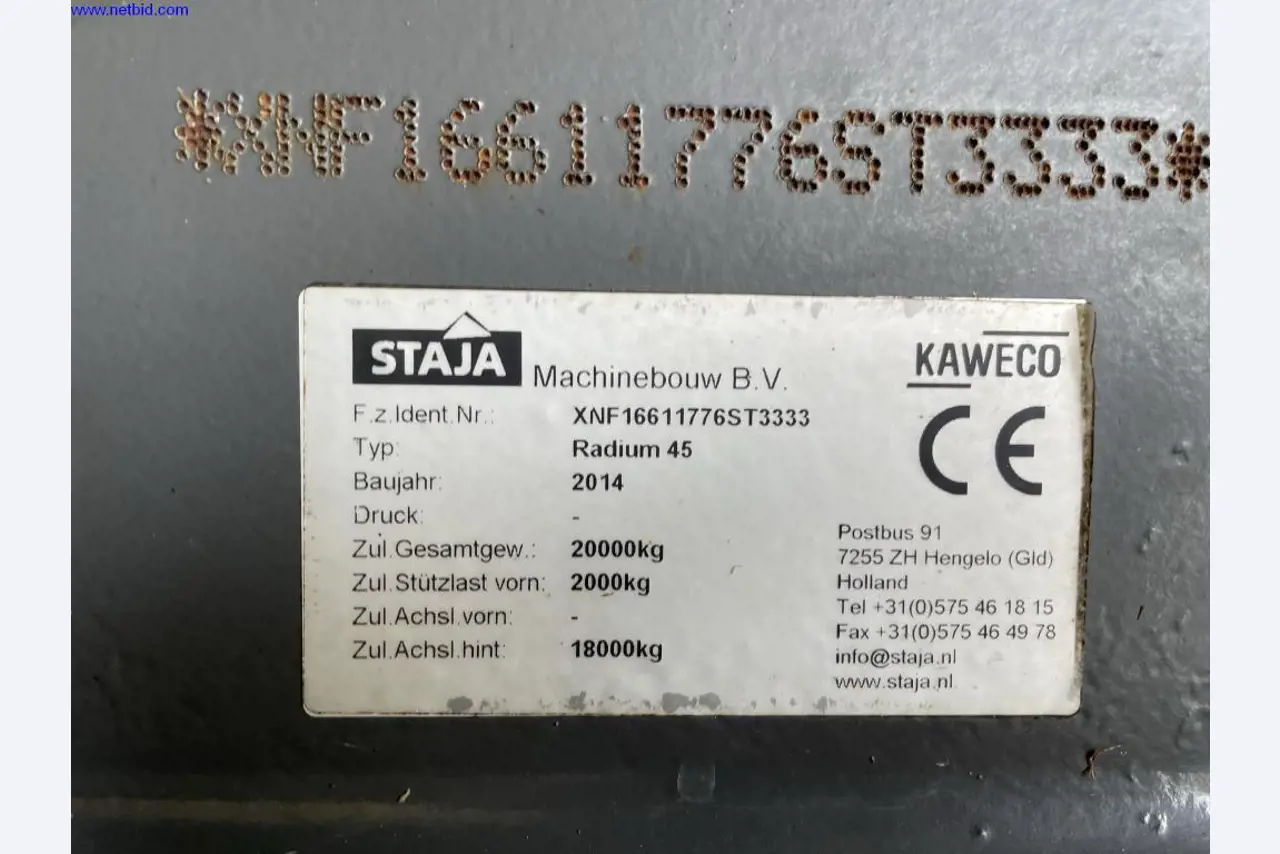 www.netbid.com
*XNF16611776ST3333*
STAJA Machinebouw B.V.
KAWECO
CE
F.z.Ident.Nr.: XNF16611776ST3333
Typ: Radium 45
Baujahr: 2014
Druck: -
Zul.Gesamtgew.: 20000kg
Zul.Stützlast vorn: 2000kg
Zul.Achsl.vorn: -
Zul.Achsl.hint: 18000kg
Postbus 91
7255 ZH Hengelo (Gld)
Holland
Tel +31(0)575 46 18 15
Fax +31(0)575 46 49 78
info@staja.nl
www.staja.nl